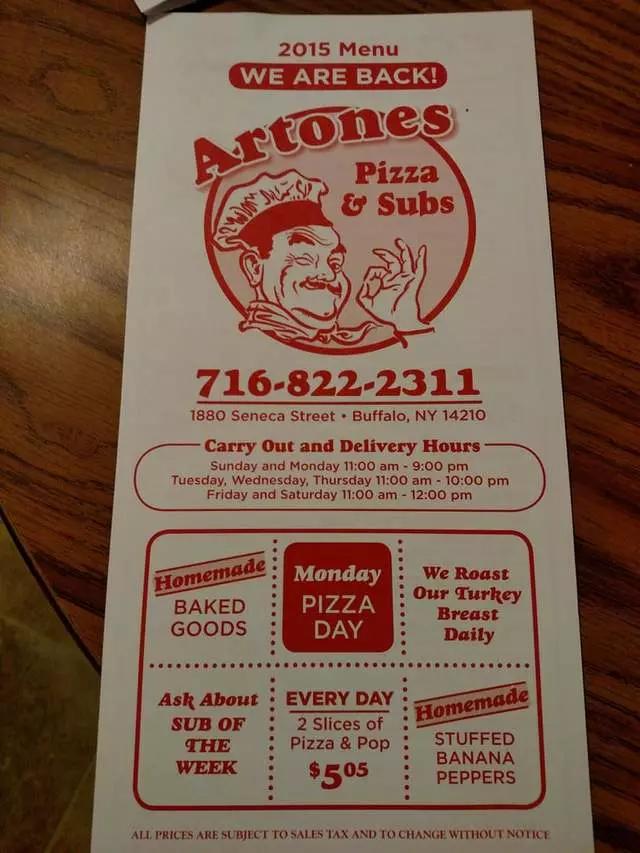 2015 Menu
WE ARE BACK!
Artones
Pizza
& Subs
716-822-2311
1880 Seneca Street • Buffalo, NY 14210
Carry Out and Delivery Hours
Sunday and Monday 11:00 am - 9:00 pm
Tuesday, Wednesday, Thursday 11:00 am - 10:00 pm
Friday and Saturday 11:00 am - 12:00 pm
Homemade
BAKED
GOODS
Monday
PIZZA
DAY
We Roast
Our Turkey
Breast
Daily
Ask About
SUB OF
THE
WEEK
EVERY DAY
2 Slices of
Pizza & Pop
$5.05
Homemade
STUFFED
BANANA
PEPPERS
ALL PRICES ARE SUBJECT TO SALES TAX AND TO CHANGE WITHOUT NOTICE